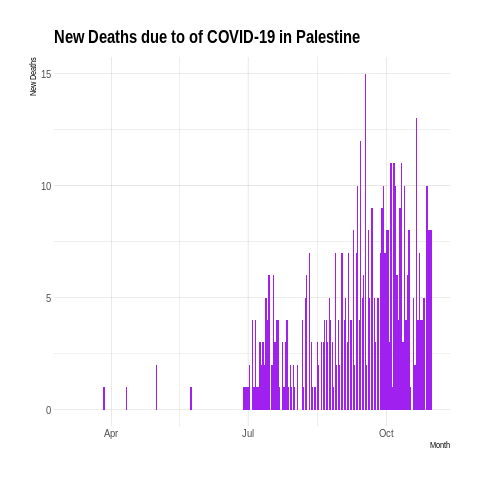 New Deaths due to of COVID-19 in Palestine
New Deaths
15
10
5
0
Apr
Jul
Oct
Month